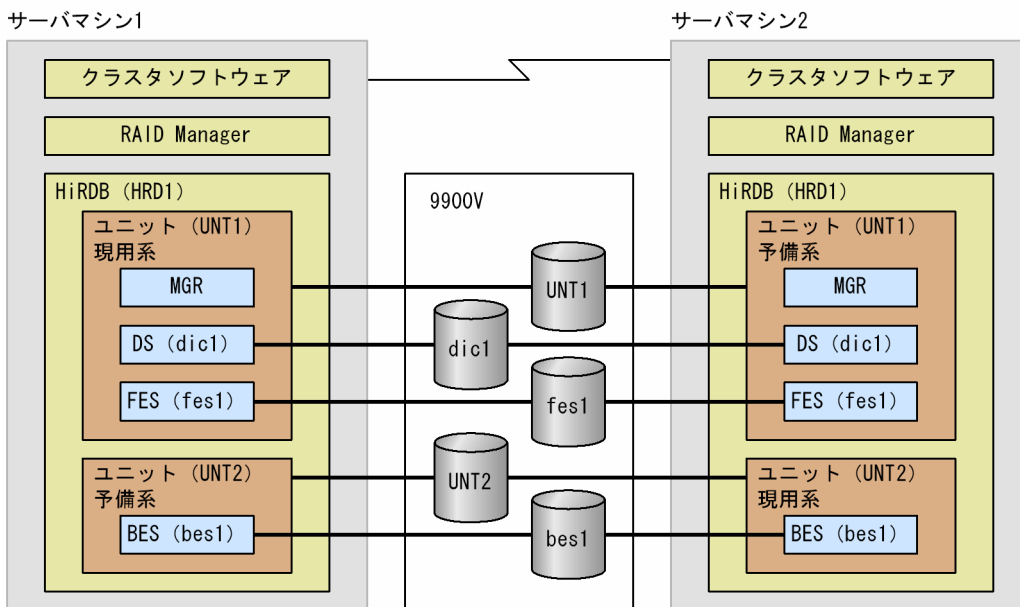 サーバマシン1
クラスタソフトウェア
RAID Manager
HiRDB (HRD1)
ユニット (UNT1)
現用系
MGR
DS (dic1)
FES (fes1)
ユニット (UNT2)
予備系
BES (bes1)
9900V
UNT1
dic1
fes1
UNT2
bes1
サーバマシン2
クラスタソフトウェア
RAID Manager
HiRDB (HRD1)
ユニット (UNT1)
予備系
MGR
DS (dic1)
FES (fes1)
ユニット (UNT2)
現用系
BES (bes1)